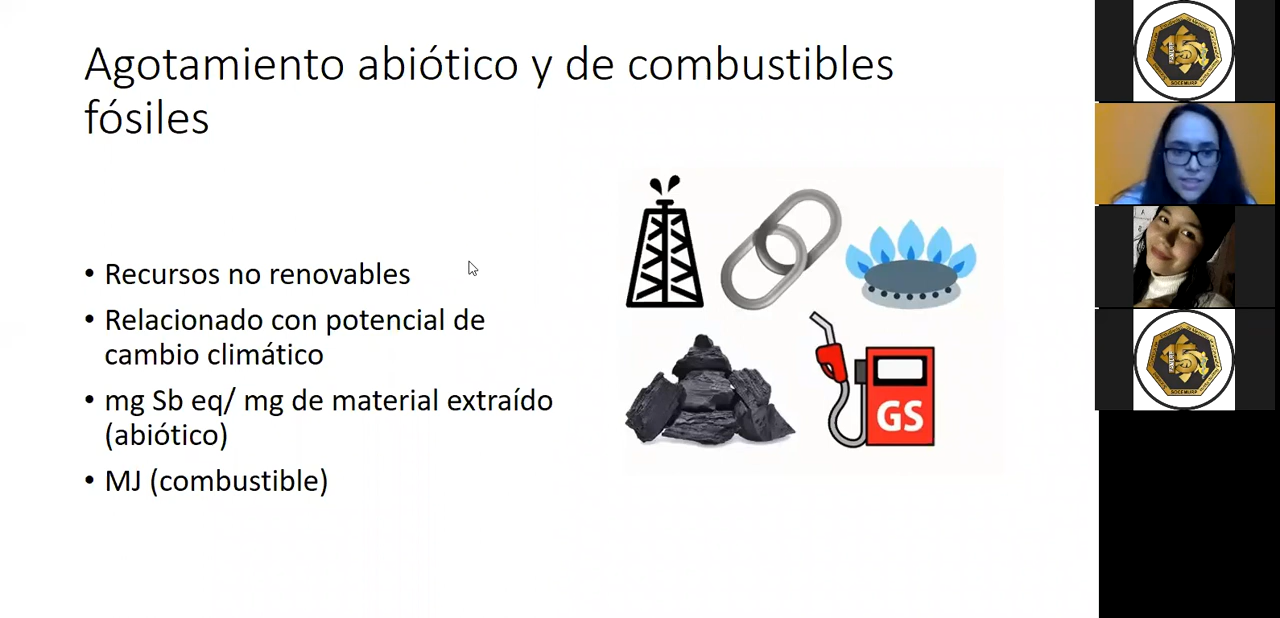 Agotamiento abiótico y de combustibles
fósiles
• Recursos no renovables
• Relacionado con potencial de
cambio climático
• mg Sb eq/ mg de material extraído
(abiótico)
• MJ (combustible)
GS